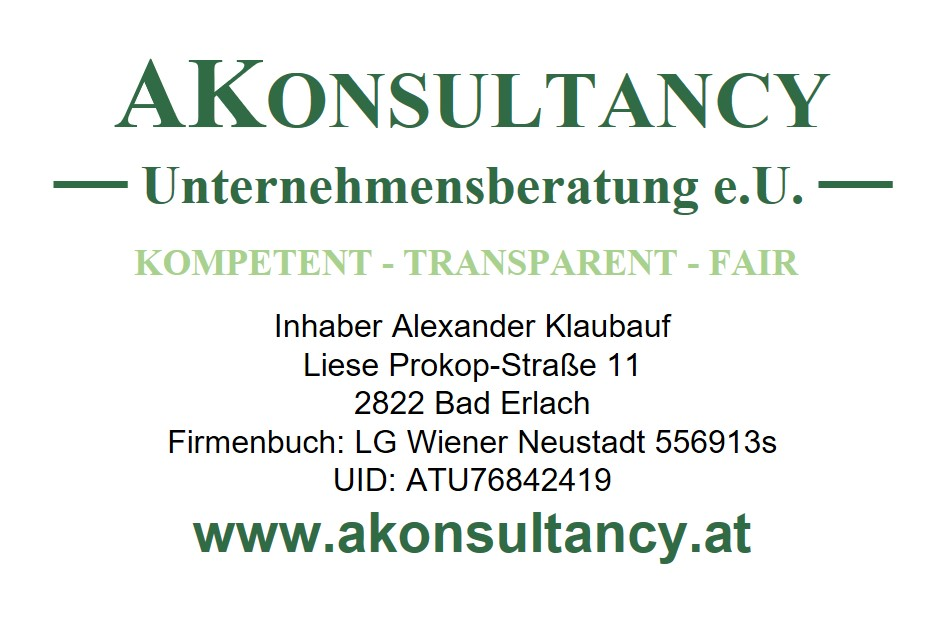 AKONSULTANCY
Unternehmensberatung e.U.
KOMPETENT - TRANSPARENT - FAIR
Inhaber Alexander Klaubauf
Liese Prokop-Straße 11
2822 Bad Erlach
Firmenbuch: LG Wiener Neustadt 556913s
UID: ATU76842419
www.akonsultancy.at